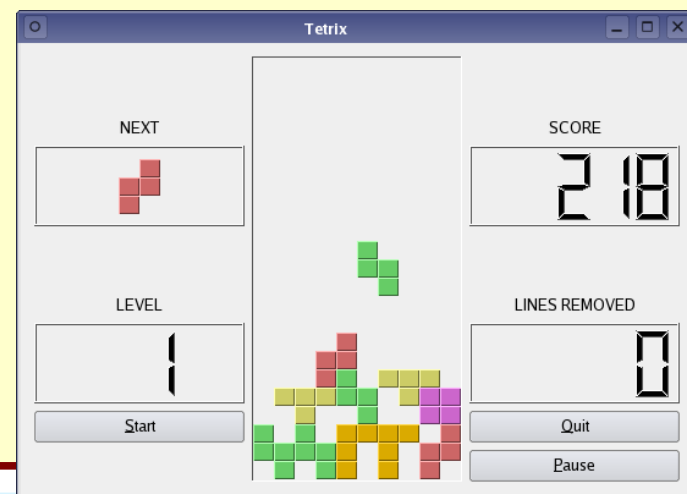 Tetrix
NEXT
SCORE
218
LEVEL
LINES REMOVED
1
0
Start
Quit
Pause